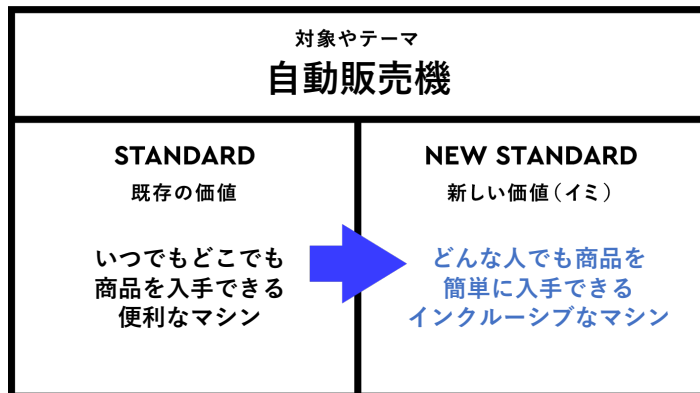 対象やテーマ
自動販売機
STANDARD
既存の価値
いつでもどこでも
商品を入手できる
便利なマシン
NEW STANDARD
新しい価値（イミ）
どんな人でも商品を
簡単に入手できる
インクルーシブなマシン